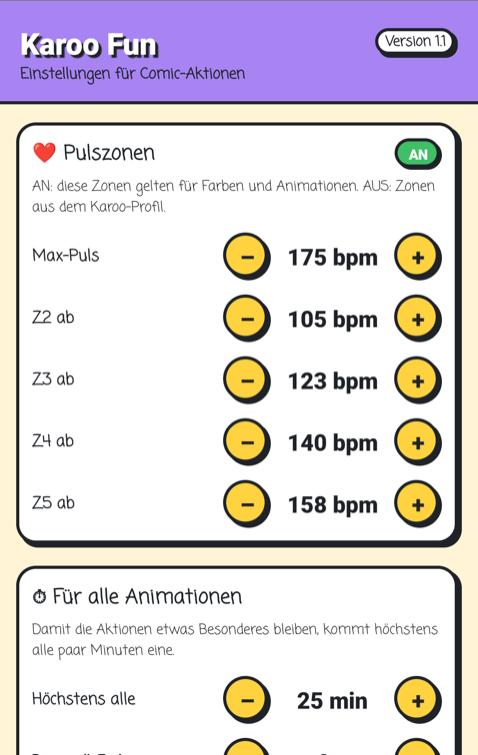 Karoo Fun
Version 1.1
Einstellungen für Comic-Aktionen
❤️ Pulszonen
AN
AN: diese Zonen gelten für Farben und Animationen. AUS: Zonen
aus dem Karoo-Profil.
Max-Puls − 175 bpm +
Z2 ab − 105 bpm +
Z3 ab − 123 bpm +
Z4 ab − 140 bpm +
Z5 ab − 158 bpm +
⏱ Für alle Animationen
Damit die Aktionen etwas Besonderes bleiben, kommt höchstens
alle paar Minuten eine.
Höchstens alle − 25 min +